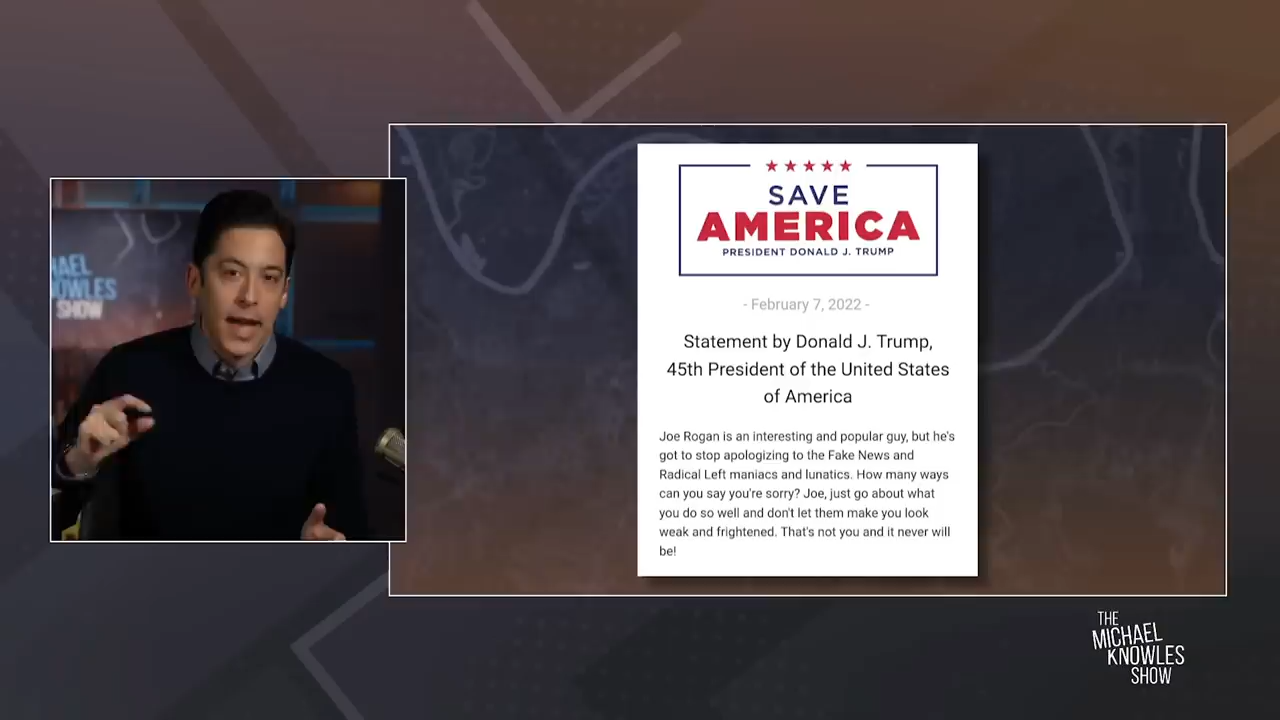 AEL
OWLES
SHOW
SAVE
AMERICA
PRESIDENT DONALD J. TRUMP
- February 7, 2022 -
Statement by Donald J. Trump,
45th President of the United States
of America
Joe Rogan is an interesting and popular guy, but he's
got to stop apologizing to the Fake News and
Radical Left maniacs and lunatics. How many ways
can you say you're sorry? Joe, just go about what
you do so well and don't let them make you look
weak and frightened. That's not you and it never will
be!
THE
MICHAEL
KNOWLES
SHOW